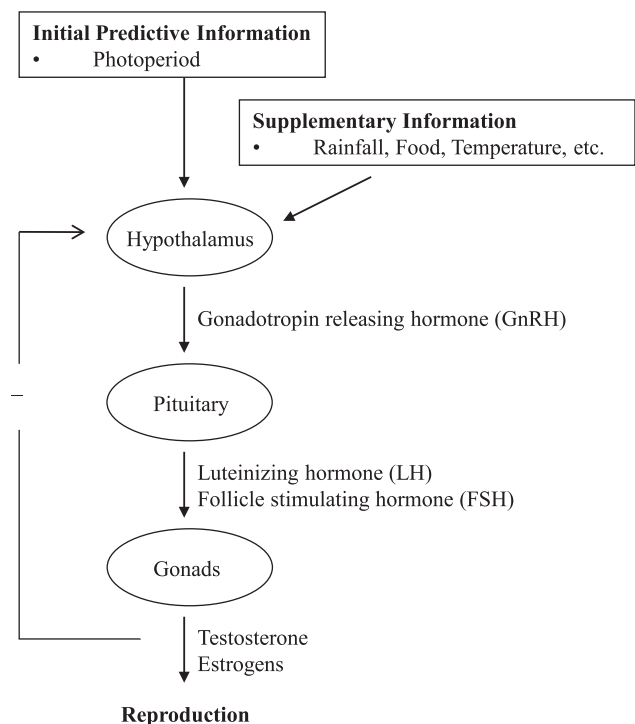 Initial Predictive Information
• Photoperiod
Supplementary Information
• Rainfall, Food, Temperature, etc.
Hypothalamus
Gonadotropin releasing hormone (GnRH)
–
Pituitary
Luteinizing hormone (LH)
Follicle stimulating hormone (FSH)
Gonads
Testosterone
Estrogens
Reproduction